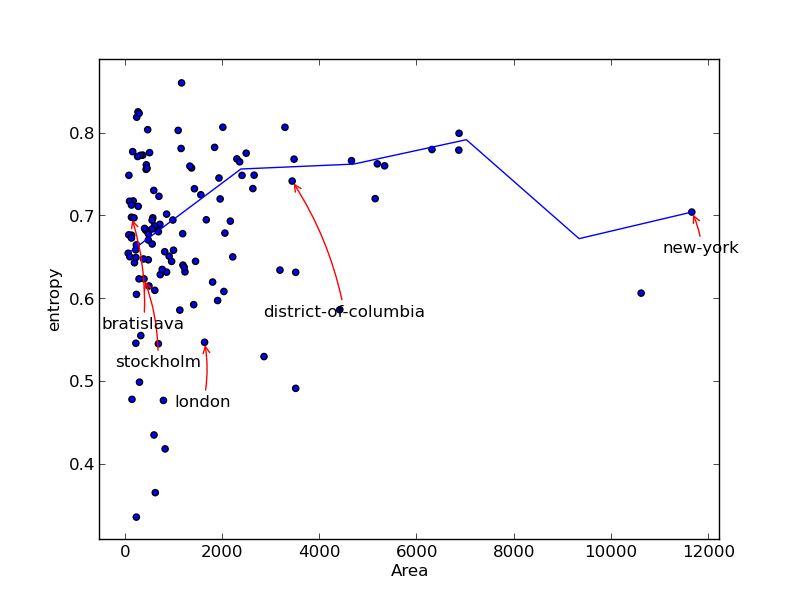 0.8
0.7
0.6
0.5
0.4
entropy
new-york
district-of-columbia
bratislava
stockholm
london
0 2000 4000 6000 8000 10000 12000
Area